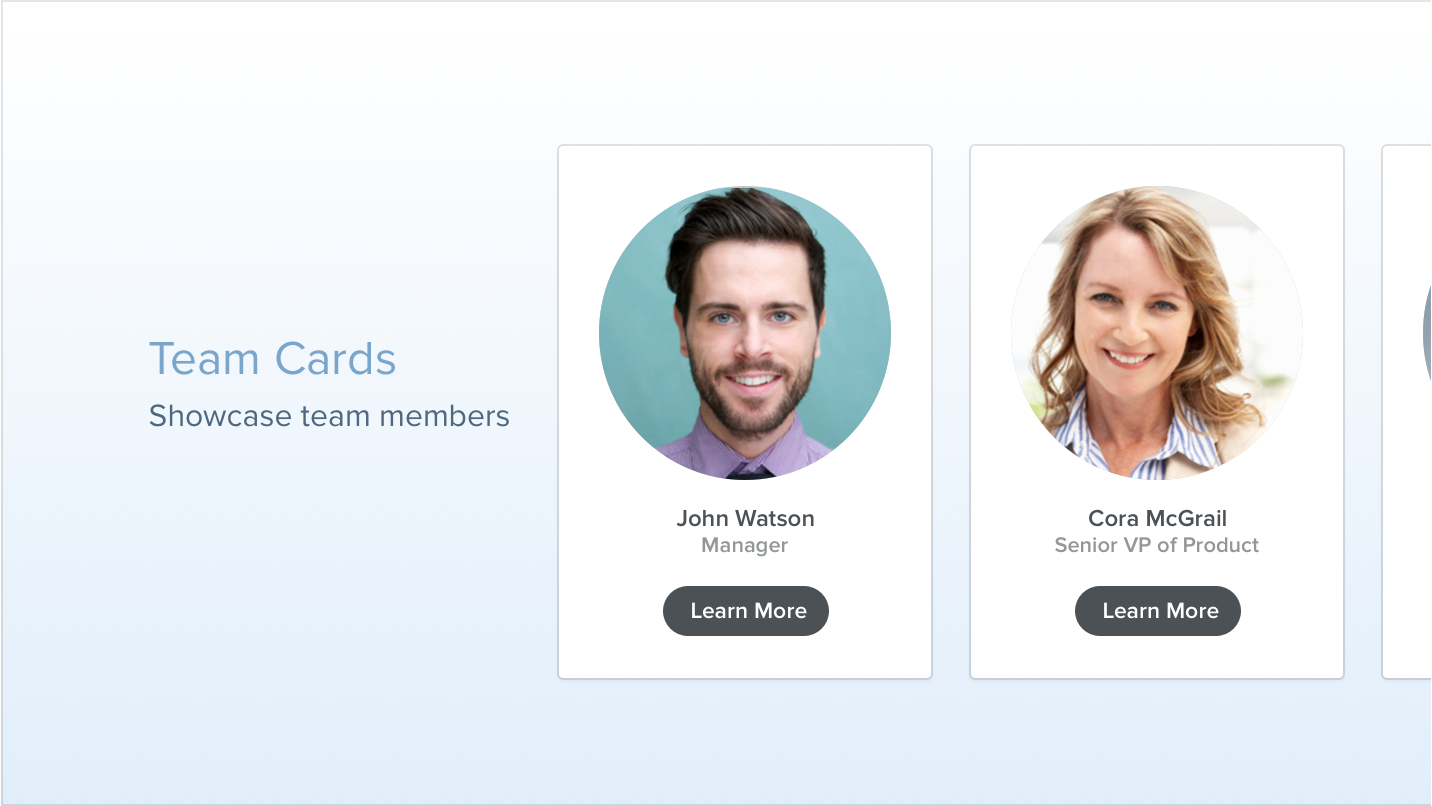 Team Cards
Showcase team members
John Watson
Manager
Learn More
Cora McGrail
Senior VP of Product
Learn More